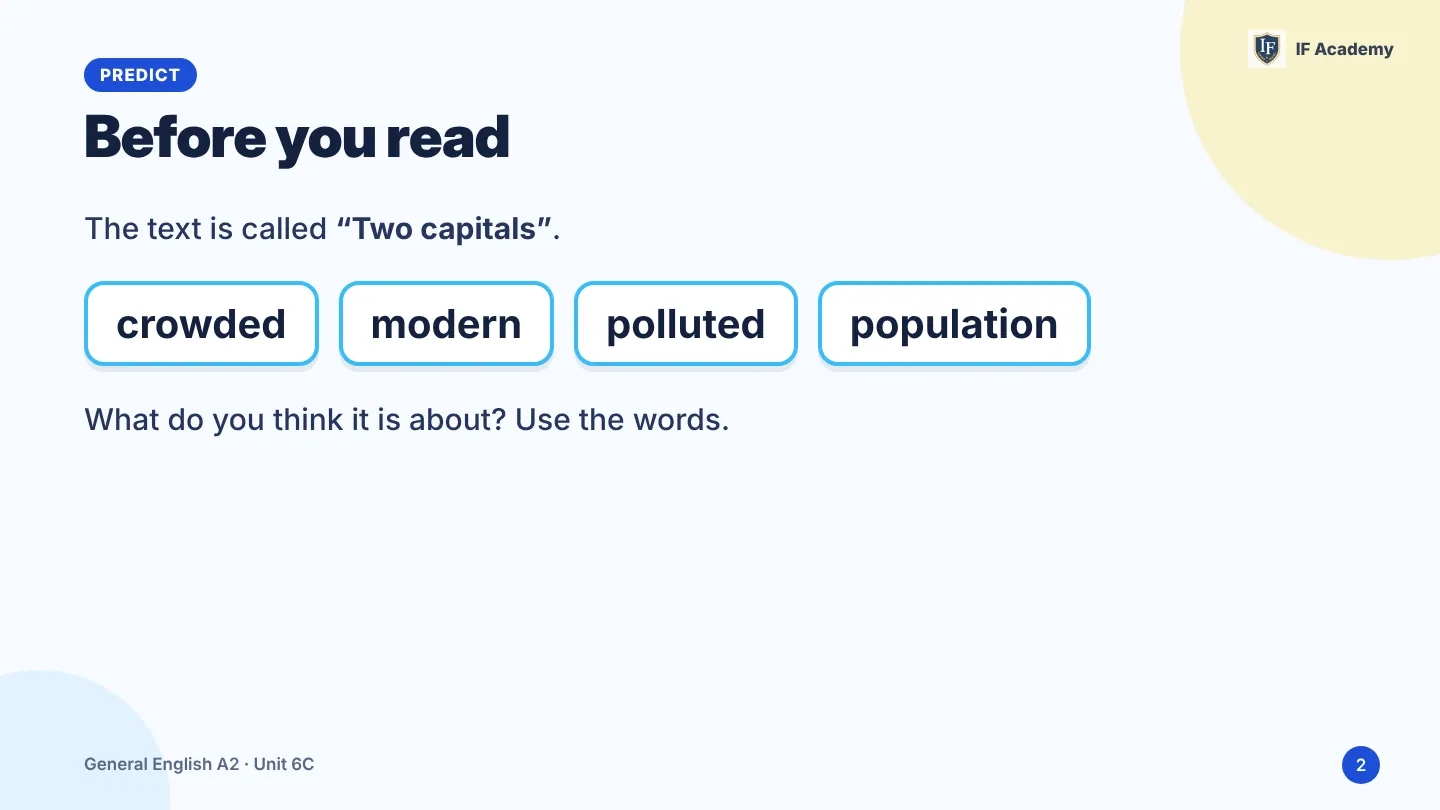 IF
IF Academy
PREDICT
Before you read
The text is called “Two capitals”.
crowded modern polluted population
What do you think it is about? Use the words.
General English A2 · Unit 6C
2